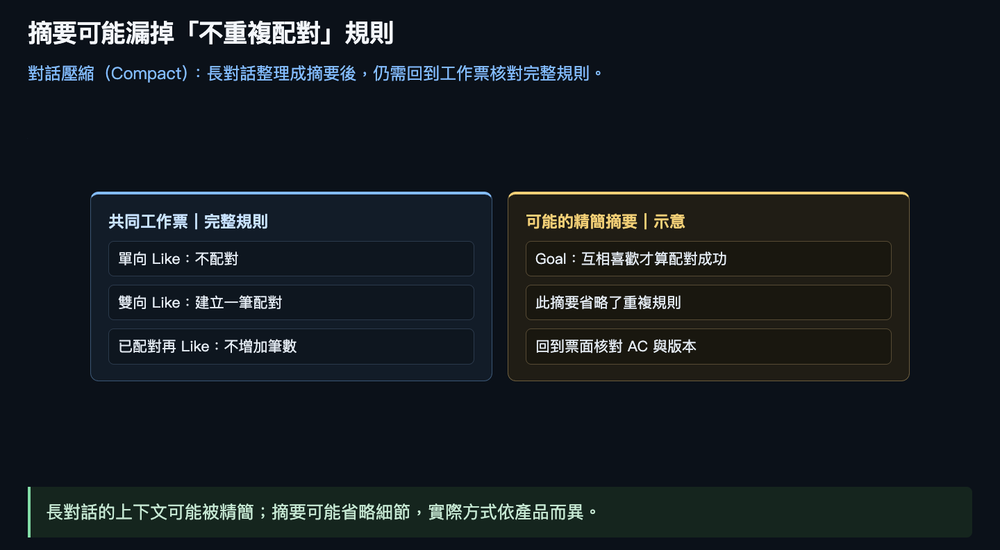 摘要可能漏掉「不重複配對」規則
對話壓縮（Compact）：長對話整理成摘要後，仍需回到工作票核對完整規則。
共同工作票｜完整規則
單向 Like：不配對
雙向 Like：建立一筆配對
已配對再 Like：不增加筆數
可能的精簡摘要｜示意
Goal：互相喜歡才算配對成功
此摘要省略了重複規則
回到票面核對 AC 與版本
長對話的上下文可能被精簡；摘要可能省略細節，實際方式依產品而異。